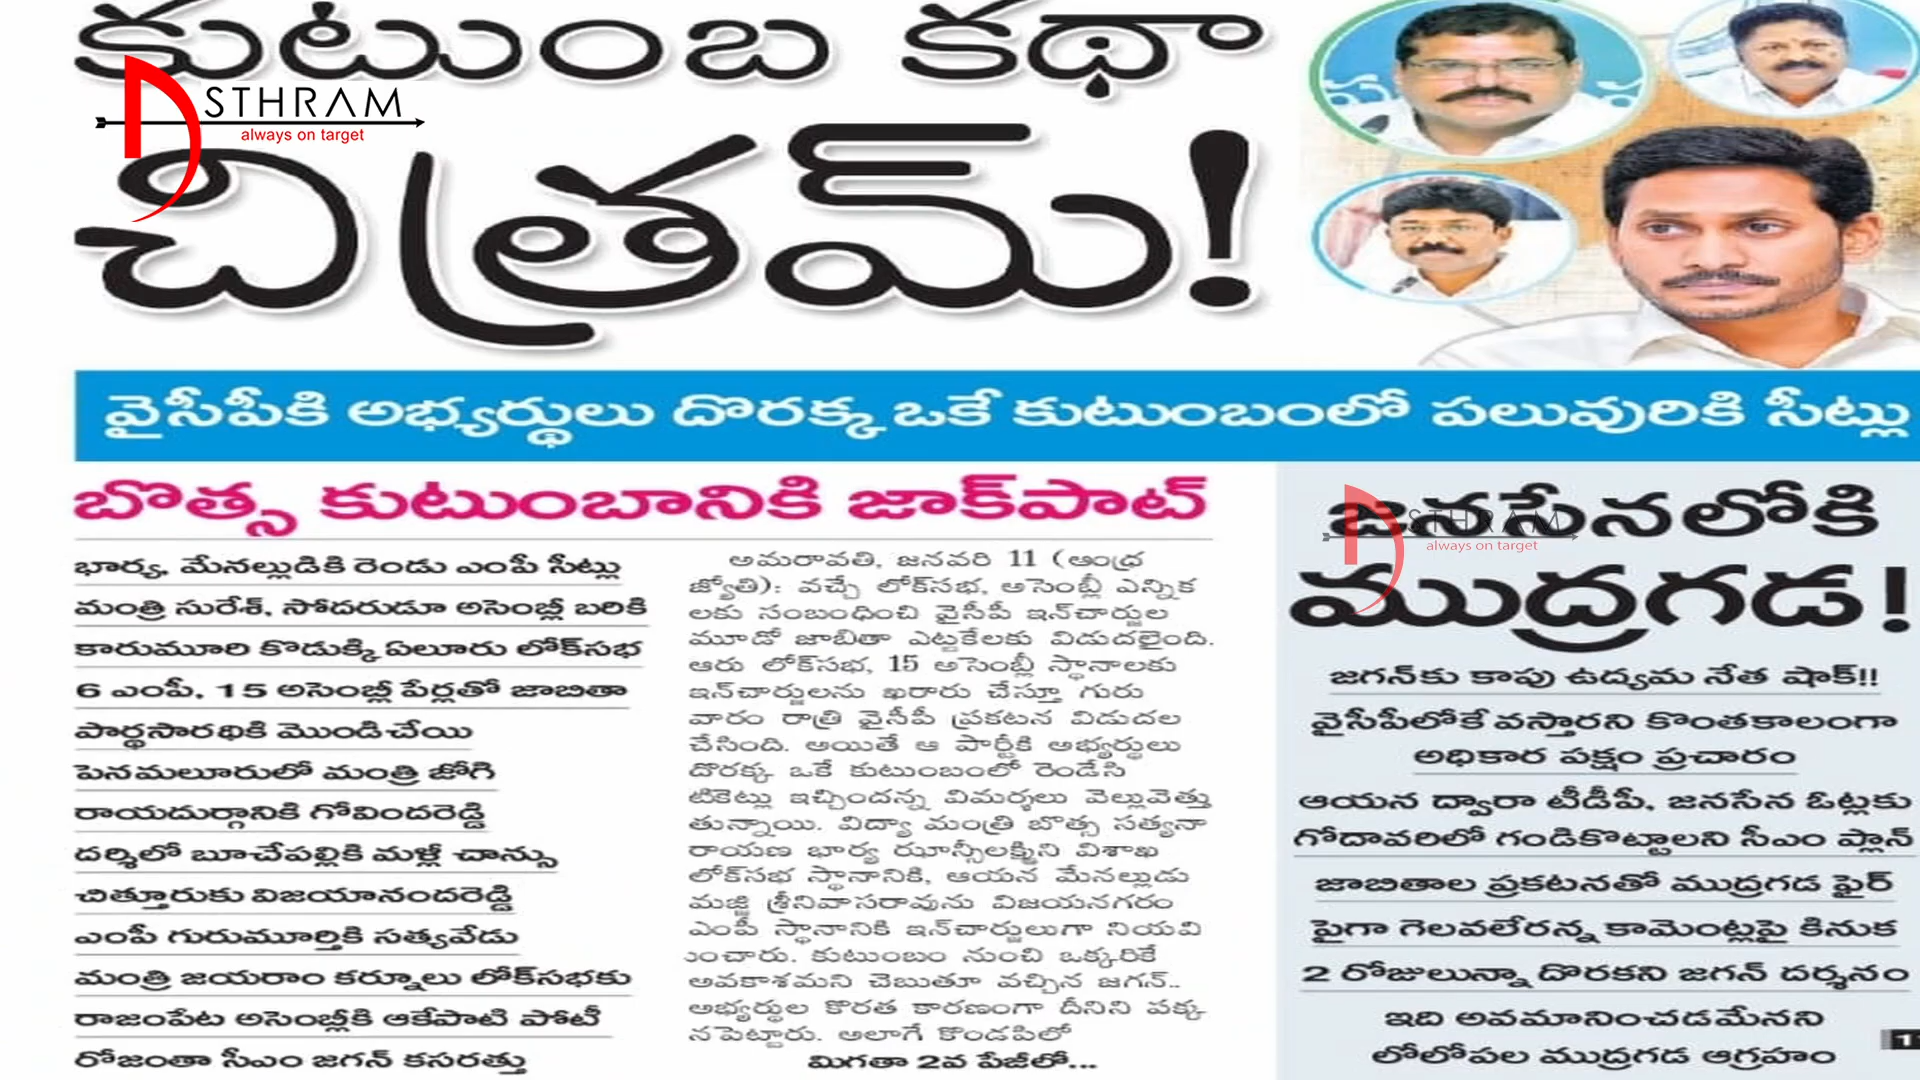 కుటుంబ కథా
చిత్రమ్!
ASTHRAM
always on target
వైసీపీకి అభ్యర్థులు దొరక్క ఒకే కుటుంబంలో పలువురికి సీట్లు
బొత్స కుటుంబానికి జాక్‌పాట్
భార్య, మేనల్లుడికి రెండు ఎంపీ సీట్లు
మంత్రి సురేశ్, సోదరుడూ అసెంబ్లీ బరికి
కారుమూరి కొడుక్కి ఏలూరు లోక్‌సభ
6 ఎంపీ, 15 అసెంబ్లీ పేర్లతో జాబితా
పార్థసారథికి మొండిచేయి
పెనమలూరులో మంత్రి జోగి
రాయదుర్గానికి గోవిందరెడ్డి
దర్శిలో బూచేపల్లికి మళ్లీ చాన్సు
చిత్తూరుకు విజయానందరెడ్డి
ఎంపీ గురుమూర్తికి సత్యవేడు
మంత్రి జయరాం కర్నూలు లోక్‌సభకు
రాజంపేట అసెంబ్లీకి ఆకేపాటి పోటీ
రోజంతా సీఎం జగన్ కసరత్తు
అమరావతి, జనవరి 11 (ఆంధ్ర
జ్యోతి): వచ్చే లోక్‌సభ, అసెంబ్లీ ఎన్నిక
లకు సంబంధించి వైసీపీ ఇన్‌చార్జుల
మూడో జాబితా ఎట్టకేలకు విడుదలైంది.
ఆరు లోక్‌సభ, 15 అసెంబ్లీ స్థానాలకు
ఇన్‌చార్జులను ఖరారు చేస్తూ గురు
వారం రాత్రి వైసీపీ ప్రకటన విడుదల
చేసింది. అయితే ఆ పార్టీకి అభ్యర్థులు
దొరక్క ఒకే కుటుంబంలో రెండేసి
టికెట్లు ఇచ్చిందన్న విమర్శలు వెల్లువెత్తు
తున్నాయి. విద్యా మంత్రి బొత్స సత్యనా
రాయణ భార్య ఝాన్సీలక్ష్మిని విశాఖ
లోక్‌సభ స్థానానికి, ఆయన మేనల్లుడు
మజ్జి శ్రీనివాసరావును విజయనగరం
ఎంపీ స్థానానికి ఇన్‌చార్జులుగా నియమి
ంచారు. కుటుంబం నుంచి ఒక్కరికే
అవకాశమని చెబుతూ వచ్చిన జగన్..
అభ్యర్థుల కొరత కారణంగా దీనిని పక్క
నపెట్టారు. అలాగే కొండపిలో
మిగతా 2వ పేజీలో...
జనసేనలోకి
ASTHRAM
always on target
ముద్రగడ!
జగన్‌కు కాపు ఉద్యమ నేత షాక్!!
వైసీపీలోకే వస్తారని కొంతకాలంగా
అధికార పక్షం ప్రచారం
ఆయన ద్వారా టీడీపీ, జనసేన ఓట్లకు
గోదావరిలో గండికొట్టాలని సీఎం ప్లాన్
జాబితాల ప్రకటనతో ముద్రగడ ఫైర్
పైగా గెలవలేరన్న కామెంట్లపై కినుక
2 రోజులున్నా దొరకని జగన్ దర్శనం
ఇది అవమానించడమేనని
లోలోపల ముద్రగడ ఆగ్రహం